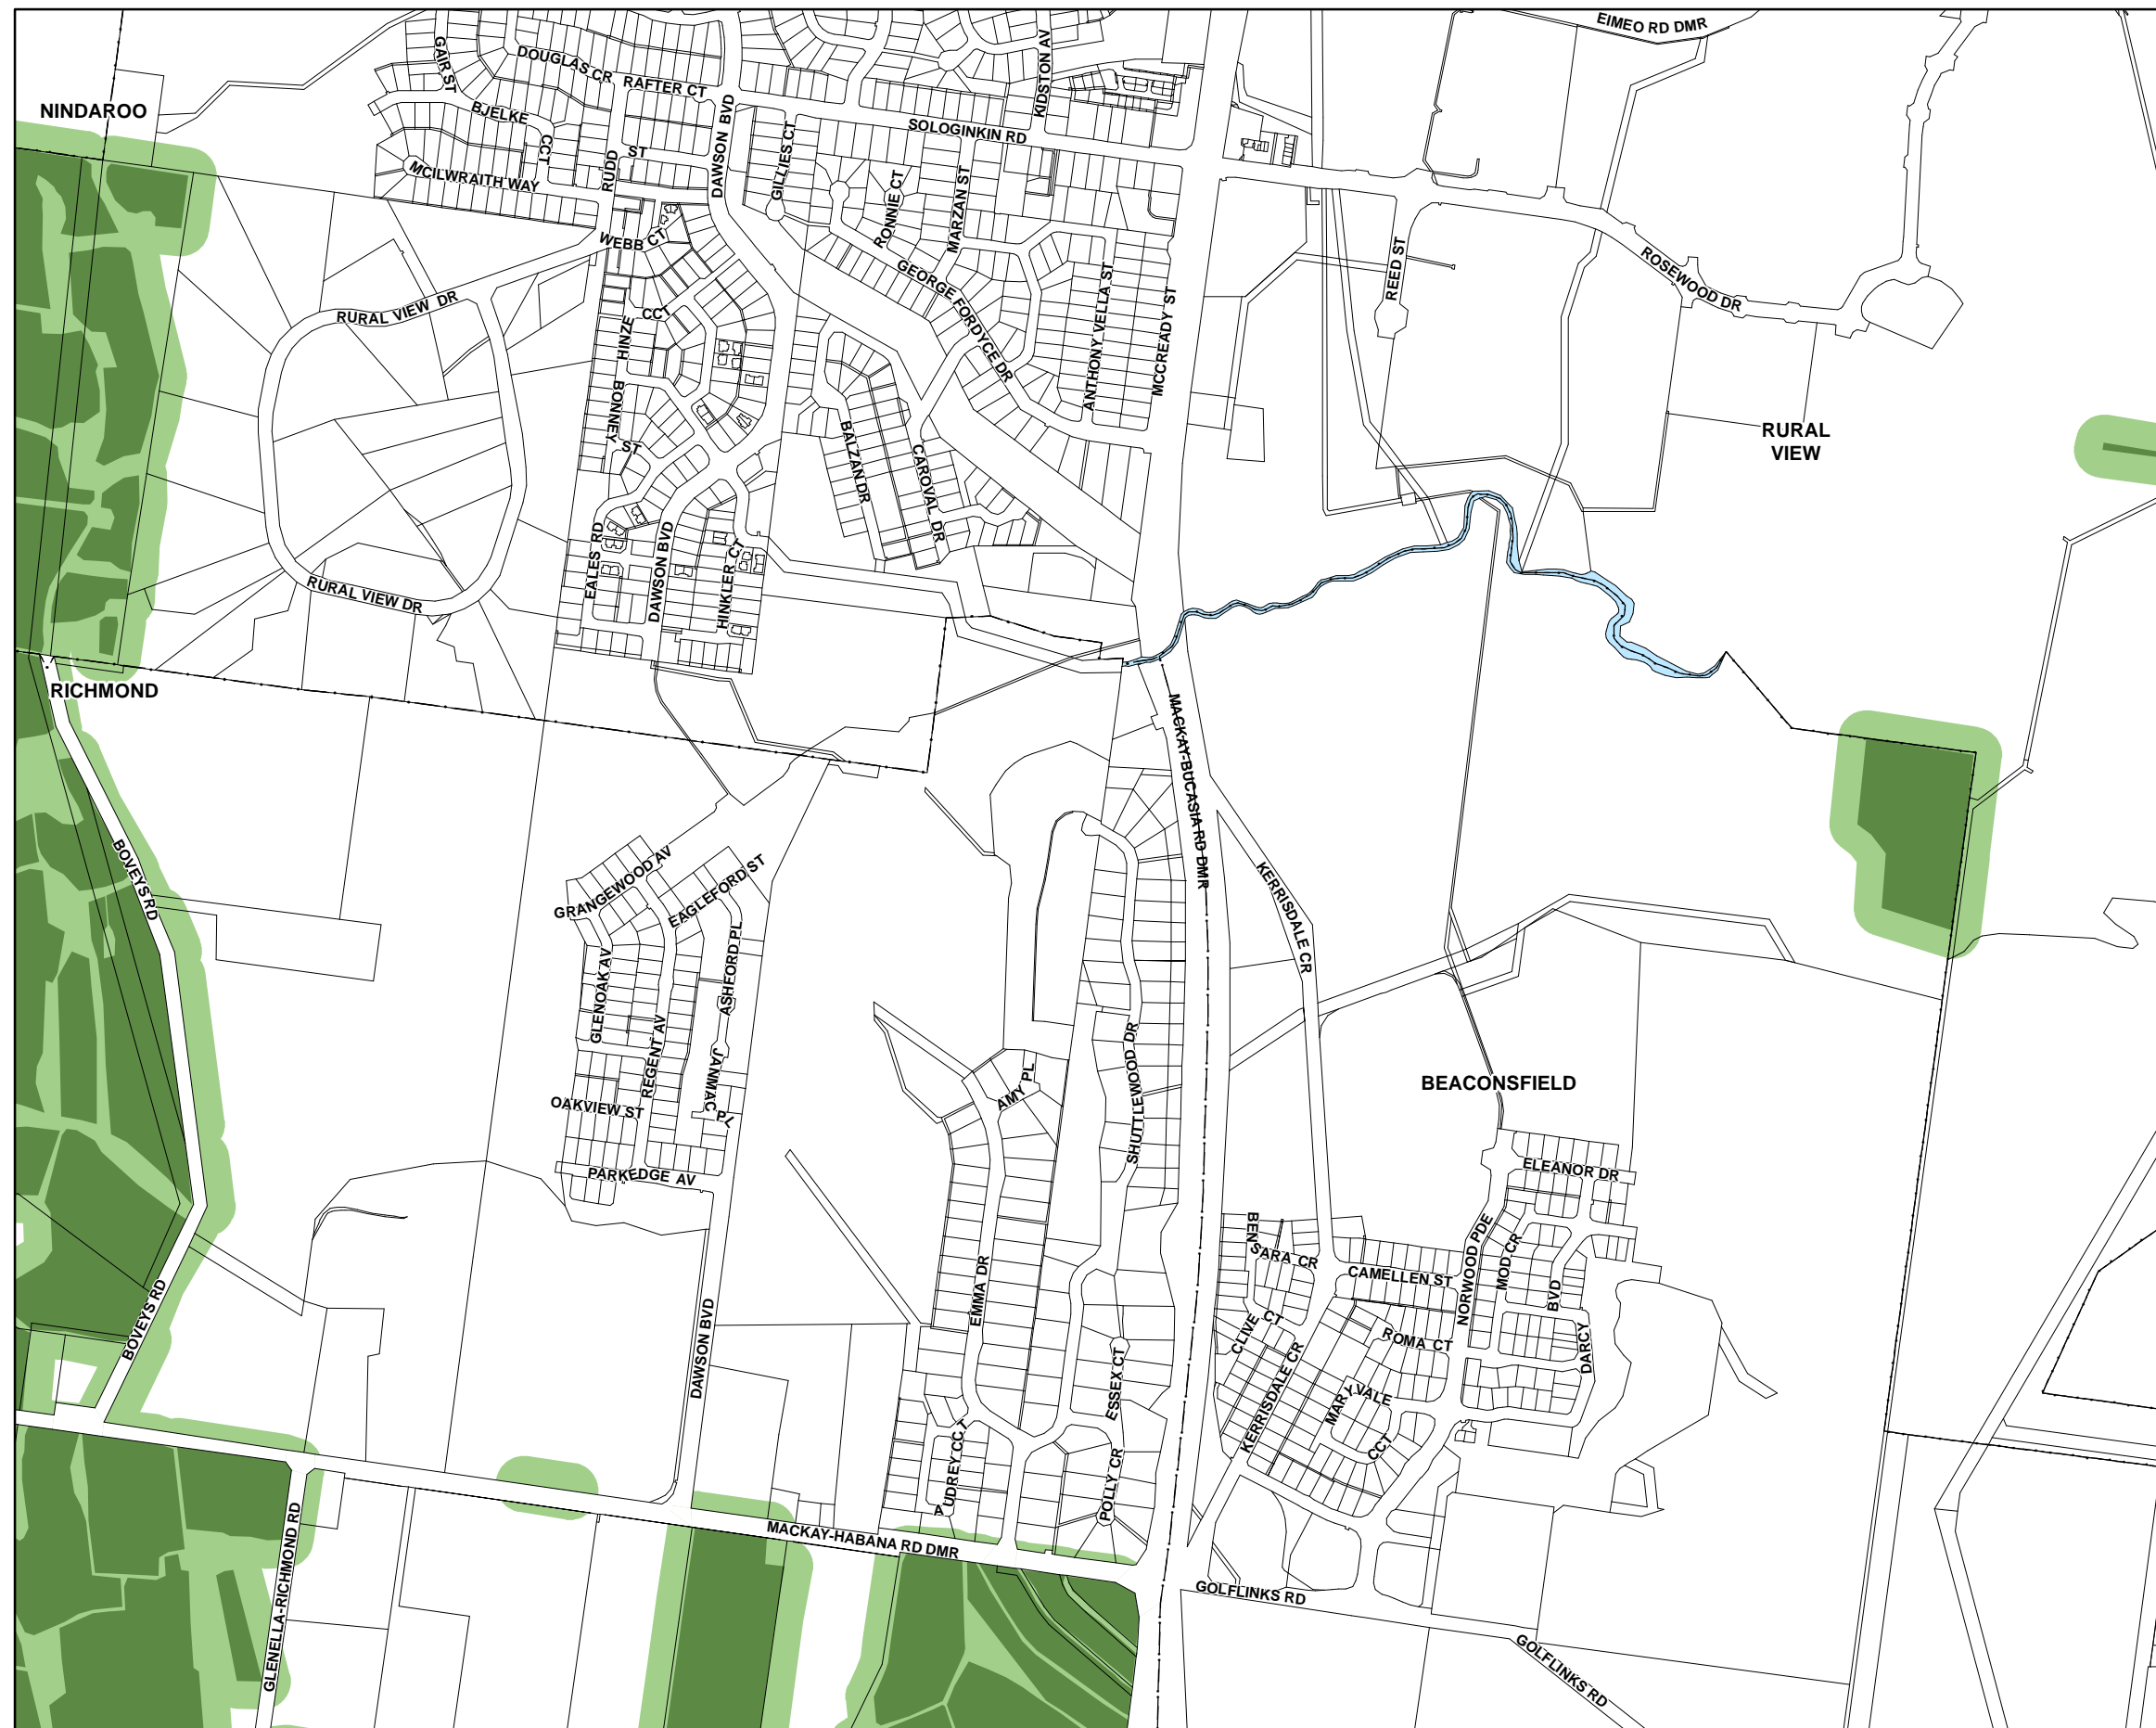 EIMEO RD DMR
GAIR ST
DOUGLAS CR
RAFTER CT
KIDSTON AV
NINDAROO
BJELKE
CCT
DAWSON BVD
SOLOGINKIN RD
GILLIES CT
RUDD
ST
MCILWRAITH WAY
RONNIE CT
MARZAN ST
WEBB CT
GEORGE FORDYCE DR
ANTHONY VELLA ST
MCCREADY ST
REED ST
ROSEWOOD DR
RURAL VIEW DR
HINZE
CCT
BONNEY
ST
BALZAN DR
CAROVAL DR
RURAL
VIEW
EALES RD
DAWSON BVD
HINKLER CT
RURAL VIEW DR
RICHMOND
MACKAY-BUCASIA RD DMR
BOVEYS RD
GRANGEWOOD AV
EAGLEFORD ST
KERRISDALE CR
GLENOAK AV
ASHFORD PL
REGENT AV
JANMAC
PL
SHUTTLEWOOD DR
AMY PL
BEACONSFIELD
OAKVIEW ST
PARKEDGE AV
ELEANOR DR
BEN
SARA CR
CAMELLEN ST
NORWOOD PDE
MOD CR
BVD
EMMA DR
BOVEYS RD
DAWSON BVD
CLIVE CT
ROMA CT
DARCY
ESSEX CT
KERRISDALE CR
MARYVALE
CCT
AUDREY CCT
POLLY CR
GLENELLA-RICHMOND RD
MACKAY-HABANA RD DMR
GOLFLINKS RD
GOLFLINKS RD